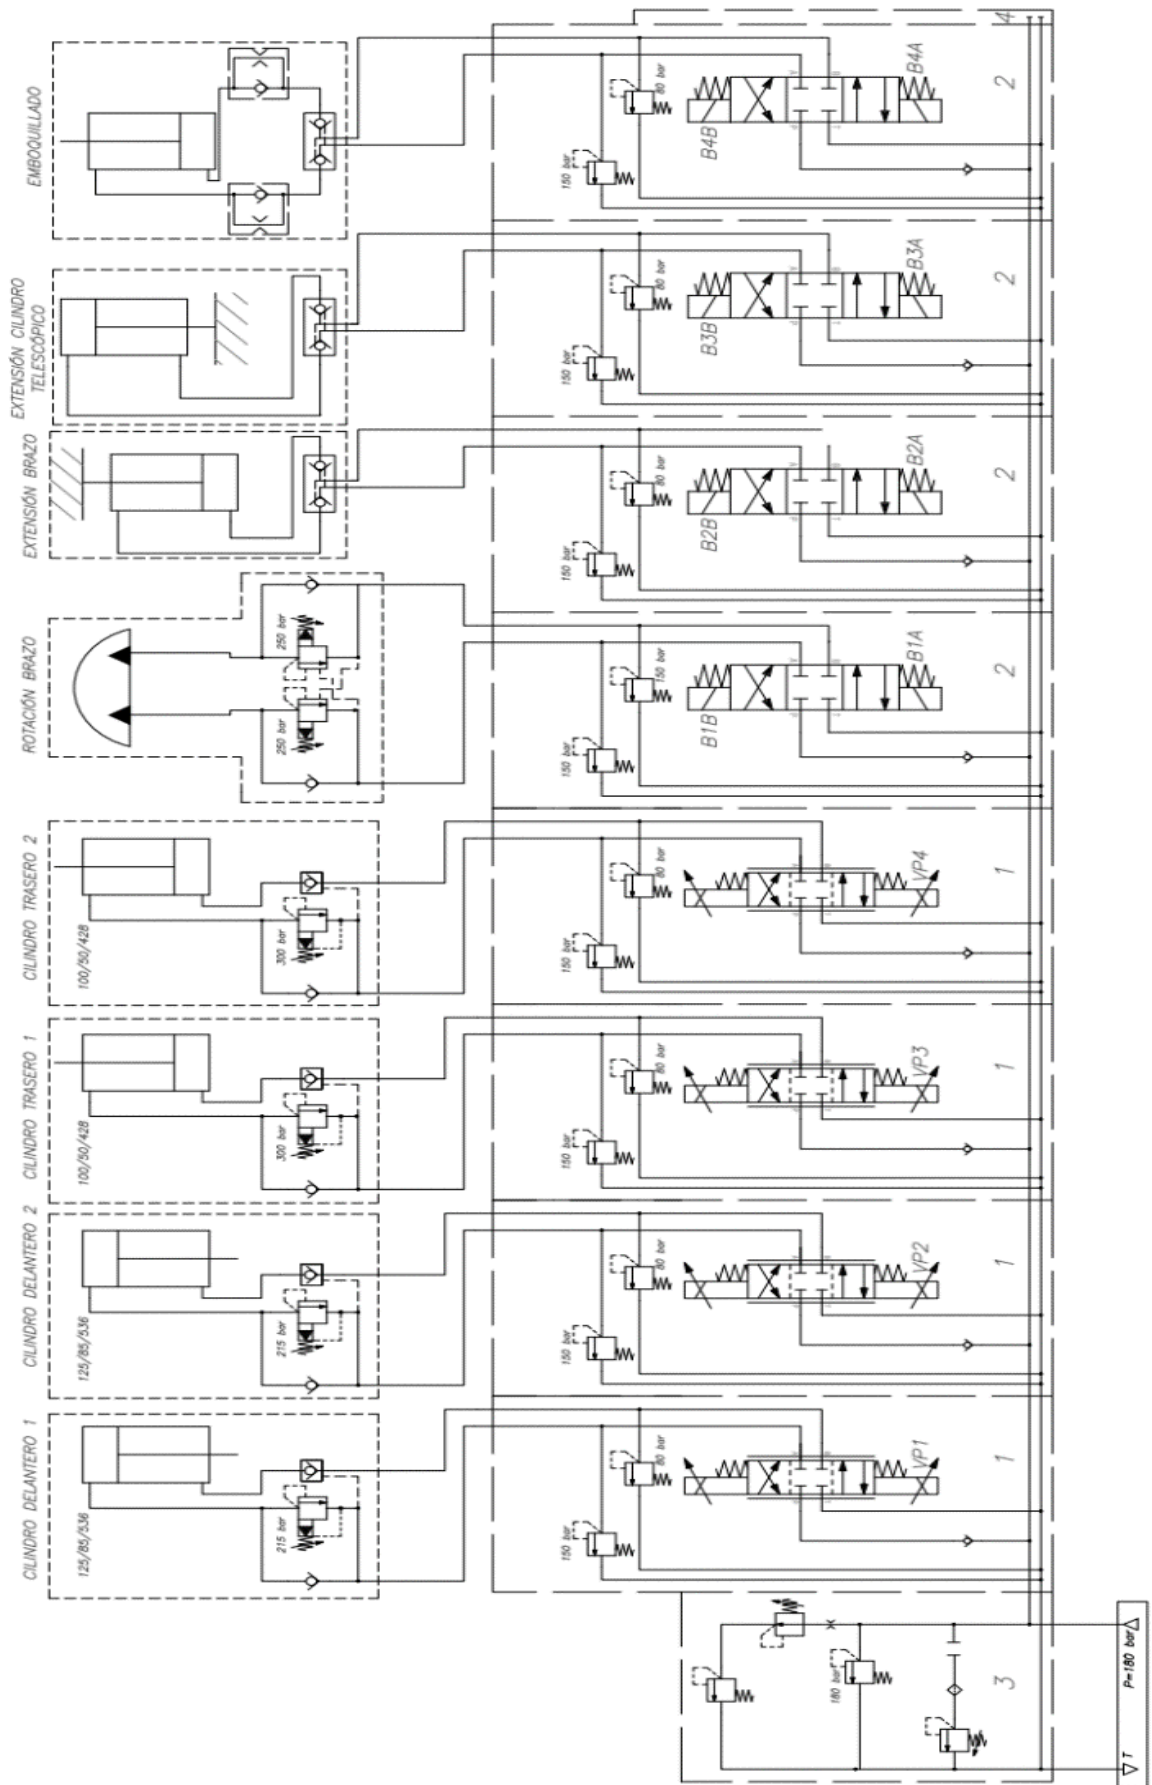 EMBOQUILLADO
80 bar
150 bar
B4B
B4A
A
B
P
T
2
4
EXTENSIÓN CILINDRO
TELESCÓPICO
80 bar
150 bar
B3B
B3A
A
B
P
T
2
EXTENSIÓN BRAZO
80 bar
150 bar
B2B
B2A
A
B
P
T
2
ROTACIÓN BRAZO
250 bar
250 bar
150 bar
150 bar
B1B
B1A
A
B
P
T
2
CILINDRO TRASERO 2
100/50/428
300 bar
80 bar
150 bar
VP4
1
CILINDRO TRASERO 1
100/50/428
300 bar
80 bar
150 bar
VP3
1
CILINDRO DELANTERO 2
125/85/536
215 bar
80 bar
150 bar
VP2
1
CILINDRO DELANTERO 1
125/85/536
215 bar
80 bar
150 bar
VP1
1
180 bar
3
P=180 bar
T